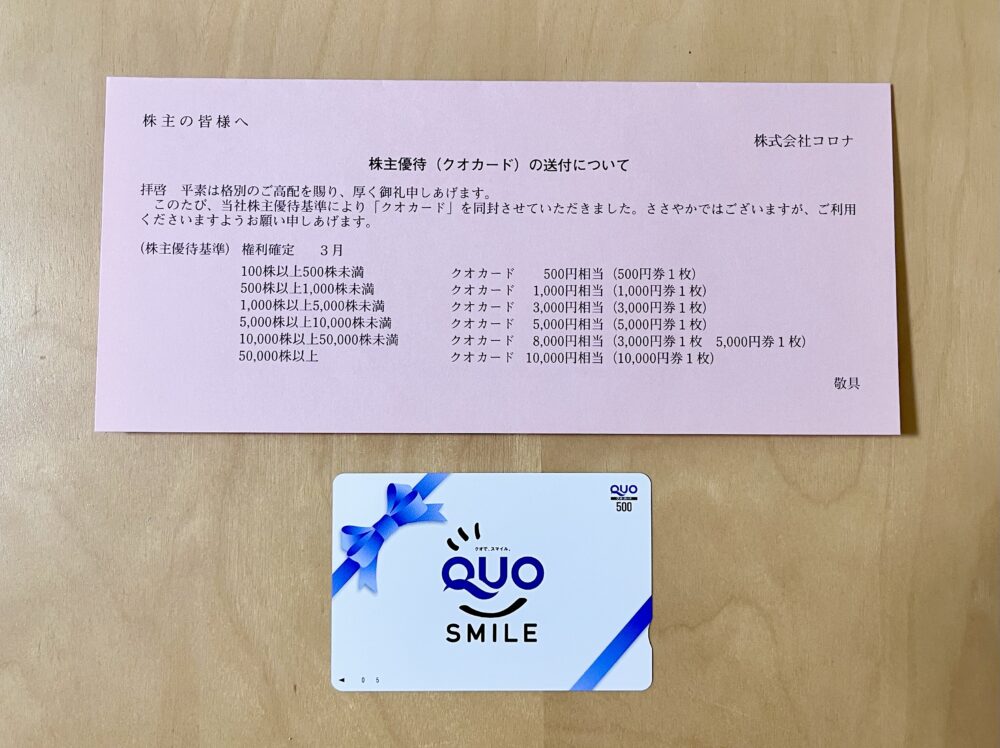 株主の皆様へ
株式会社コロナ
株主優待（クオカード）の送付について
拝啓　平素は格別のご高配を賜り、厚く御礼申しあげます。
　このたび、当社株主優待基準により「クオカード」を同封させていただきました。ささやかではございますが、ご利用
くださいますようお願い申しあげます。
（株主優待基準）　権利確定　　３月
100株以上500株未満　クオカード　500円相当（500円券１枚）
500株以上1,000株未満　クオカード　1,000円相当（1,000円券１枚）
1,000株以上5,000株未満　クオカード　3,000円相当（3,000円券１枚）
5,000株以上10,000株未満　クオカード　5,000円相当（5,000円券１枚）
10,000株以上50,000株未満　クオカード　8,000円相当（3,000円券１枚　5,000円券１枚）
50,000株以上　クオカード　10,000円相当（10,000円券１枚）
敬具
QUO
クオカード
500
クオで、スマイル。
QUO
SMILE
◀ 0 5